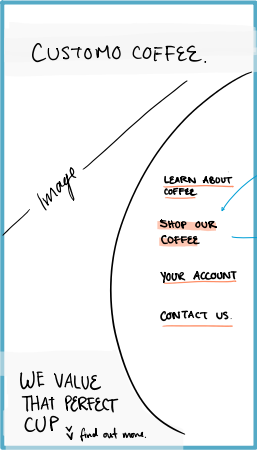 CUSTOMO COFFEE.
Image
LEARN ABOUT
COFFEE
SHOP OUR
COFFEE
YOUR ACCOUNT
CONTACT US.
WE VALUE
THAT PERFECT
CUP
find out more.